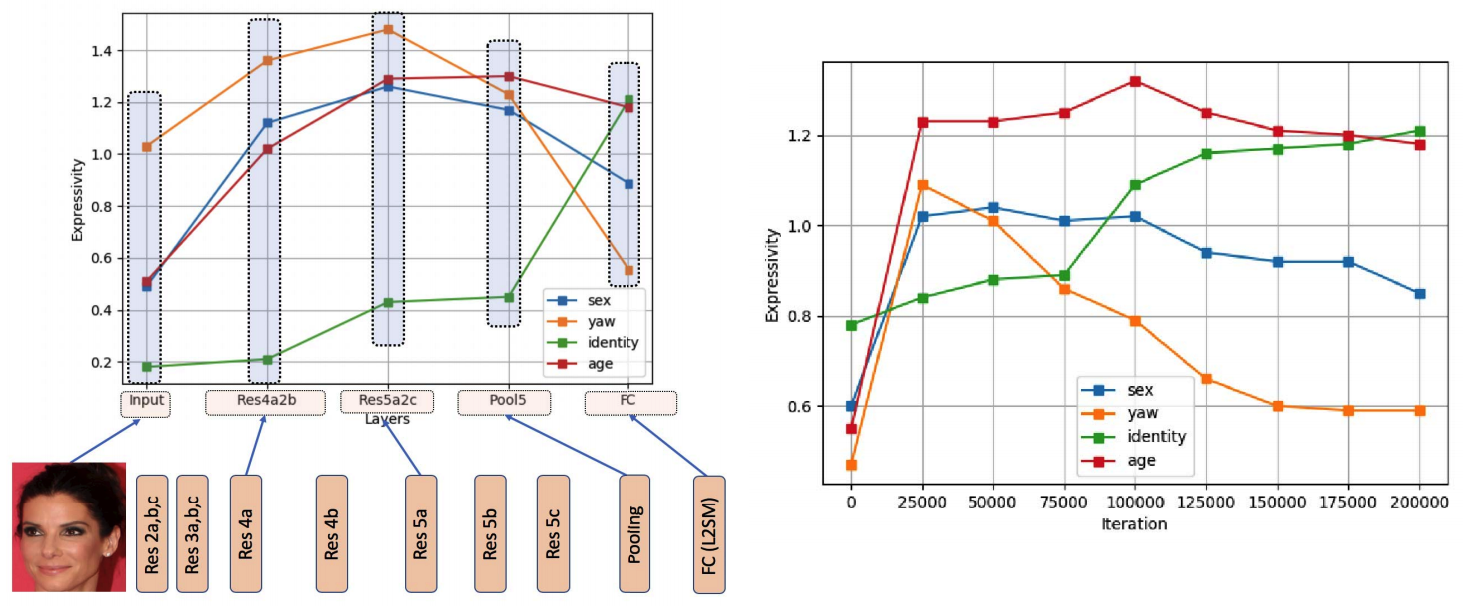 1.4
1.2
1.0
0.8
0.6
0.4
0.2
Expressivity
sex
yaw
identity
age
Input
Res4a2b
Res5a2c
Pool5
FC
Layers
Res 2a,b,c
Res 3a,b,c
Res 4a
Res 4b
Res 5a
Res 5b
Res 5c
Pooling
FC (L2SM)
1.2
1.0
0.8
0.6
Expressivity
sex
yaw
identity
age
0 25000 50000 75000 100000 125000 150000 175000 200000
Iteration